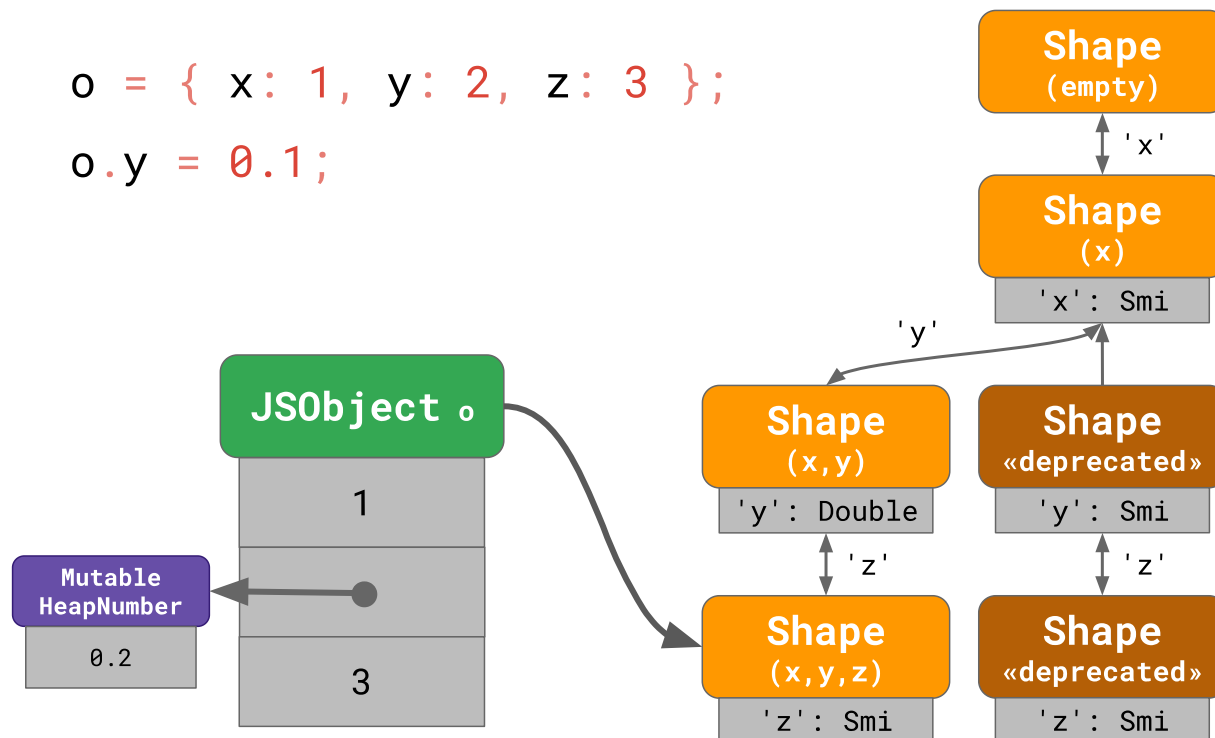 o = { x: 1, y: 2, z: 3 };
o.y = 0.1;
Shape
(empty)
'x'
Shape
(x)
'x': Smi
'y'
JSObject o
1
3
Mutable
HeapNumber
0.2
Shape
(x,y)
'y': Double
'z'
Shape
(x,y,z)
'z': Smi
Shape
«deprecated»
'y': Smi
'z'
Shape
«deprecated»
'z': Smi